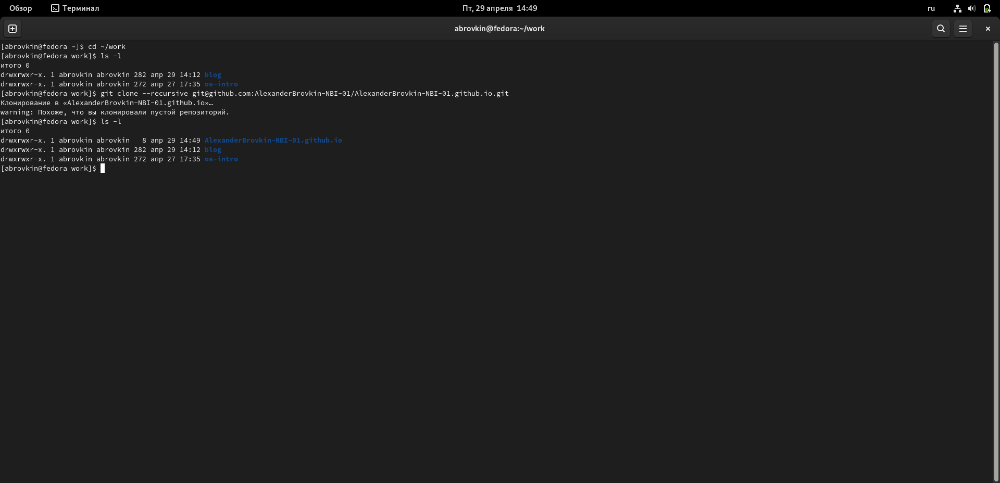 Обзор Терминал Пт, 29 апреля 14:49 ru
abrovkin@fedora:~/work
[abrovkin@fedora ~]$ cd ~/work
[abrovkin@fedora work]$ ls -l
итого 0
drwxrwxr-x. 1 abrovkin abrovkin 282 апр 29 14:12 blog
drwxrwxr-x. 1 abrovkin abrovkin 272 апр 27 17:35 os-intro
[abrovkin@fedora work]$ git clone --recursive git@github.com:AlexanderBrovkin-NBI-01/AlexanderBrovkin-NBI-01.github.io.git
Клонирование в «AlexanderBrovkin-NBI-01.github.io»…
warning: Похоже, что вы клонировали пустой репозиторий.
[abrovkin@fedora work]$ ls -l
итого 0
drwxrwxr-x. 1 abrovkin abrovkin   8 апр 29 14:49 AlexanderBrovkin-NBI-01.github.io
drwxrwxr-x. 1 abrovkin abrovkin 282 апр 29 14:12 blog
drwxrwxr-x. 1 abrovkin abrovkin 272 апр 27 17:35 os-intro
[abrovkin@fedora work]$